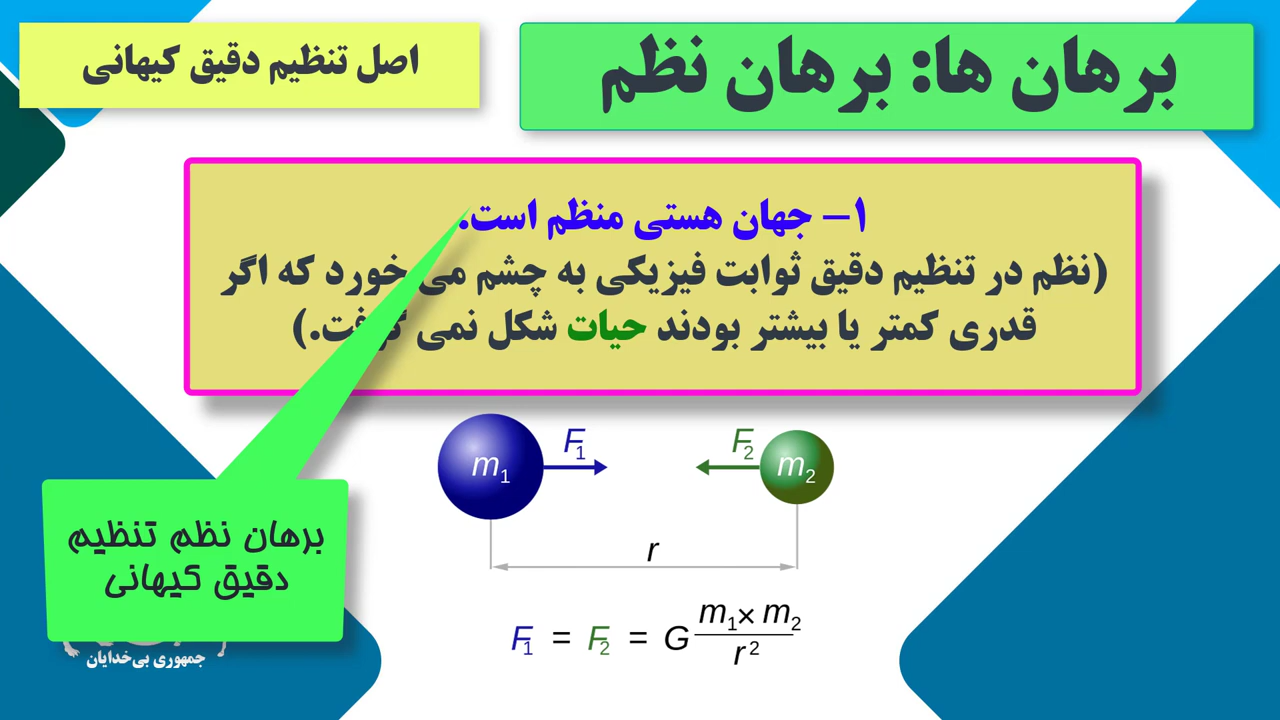 برهان ها: برهان نظم
اصل تنظیم دقیق کیهانی
۱- جهان هستی منظم است.
(نظم در تنظیم دقیق ثوابت فیزیکی به چشم می خورد که اگر
قدری کمتر یا بیشتر بودند حیات شکل نمی گرفت.)
m1 F1 F2 m2
r
برهان نظم تنظیم
دقیق کیهانی
F1 = F2 = G m1 × m2 / r2
جمهوری بی‌خدایان